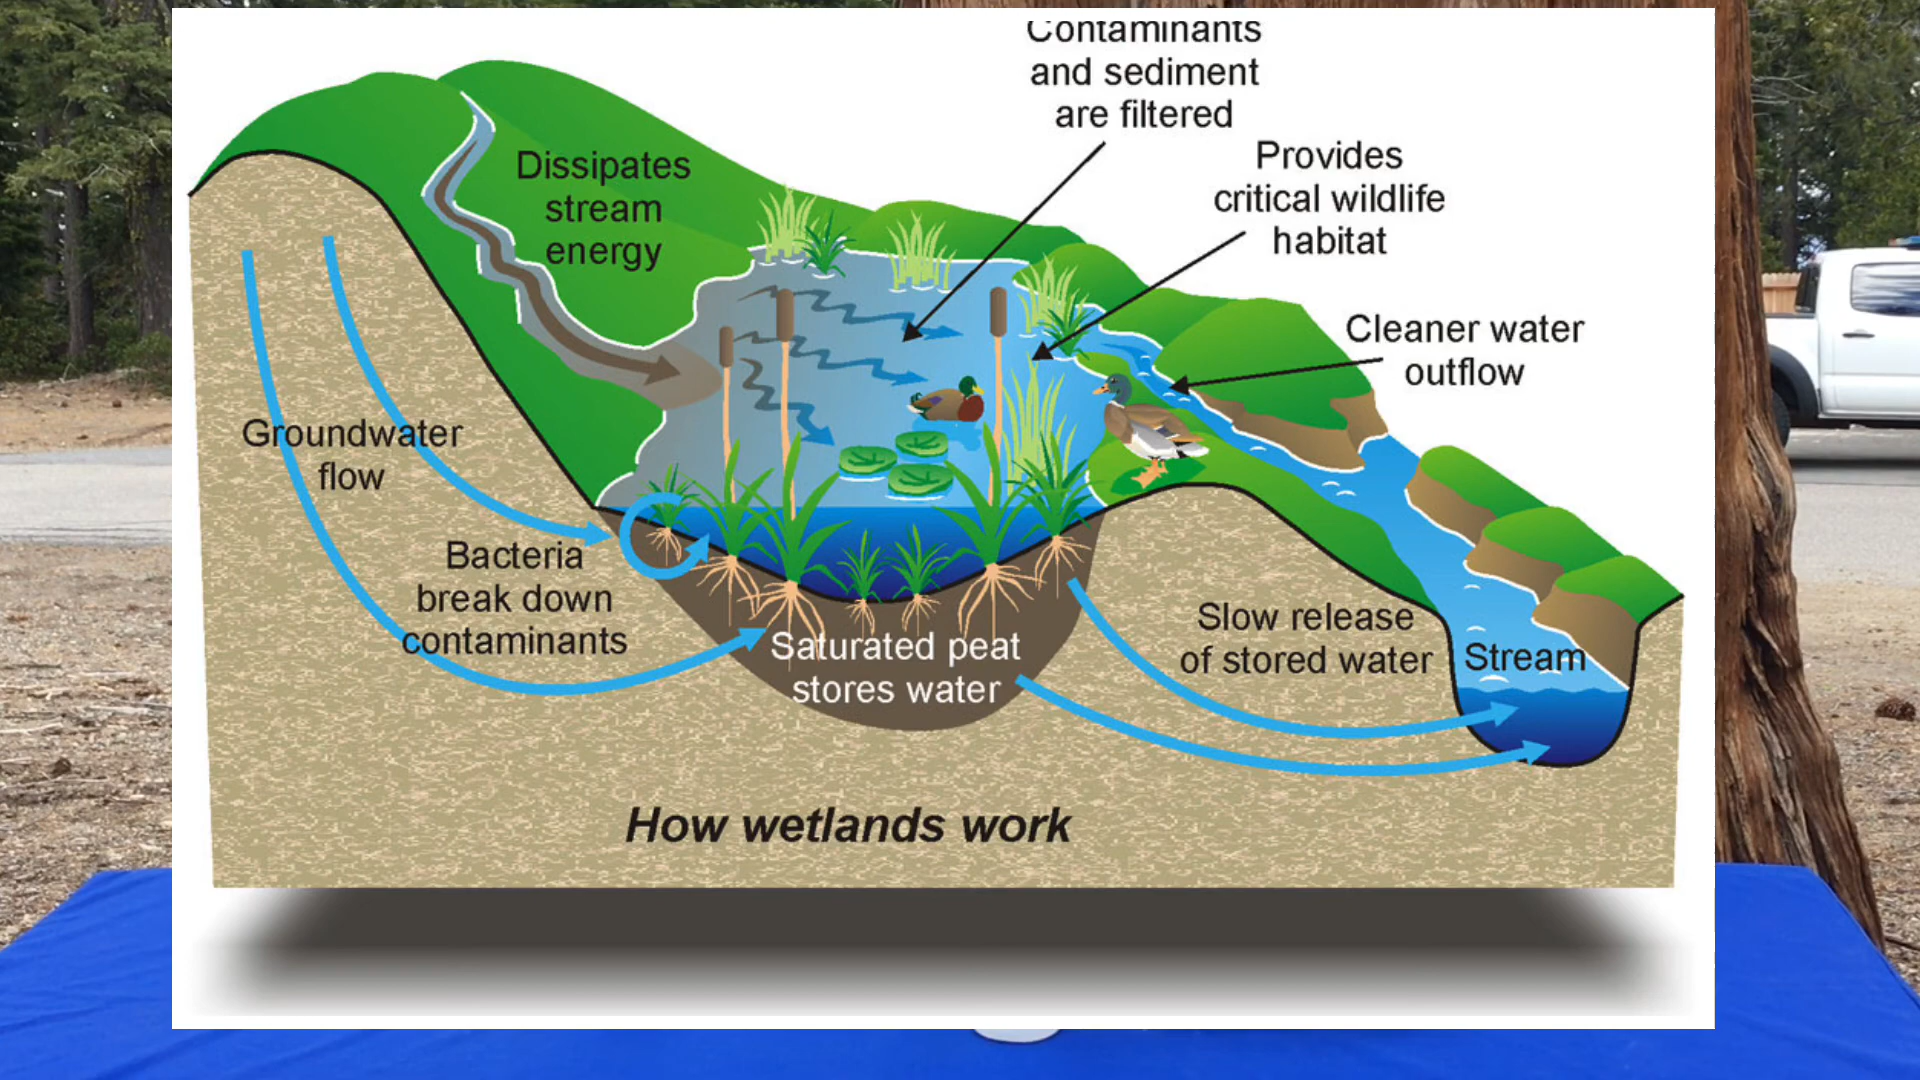 Contaminants
and sediment
are filtered
Provides
critical wildlife
habitat
Dissipates
stream
energy
Cleaner water
outflow
Groundwater
flow
Bacteria
break down
contaminants
Saturated peat
stores water
Slow release
of stored water
Stream
How wetlands work